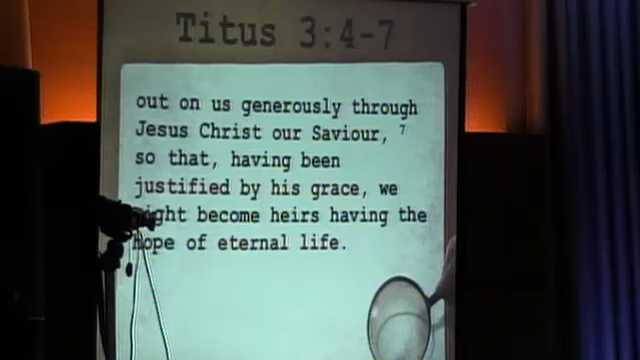 Titus 3:4-7
out on us generously through
Jesus Christ our Saviour, 7
so that, having been
justified by his grace, we
might become heirs having the
hope of eternal life.